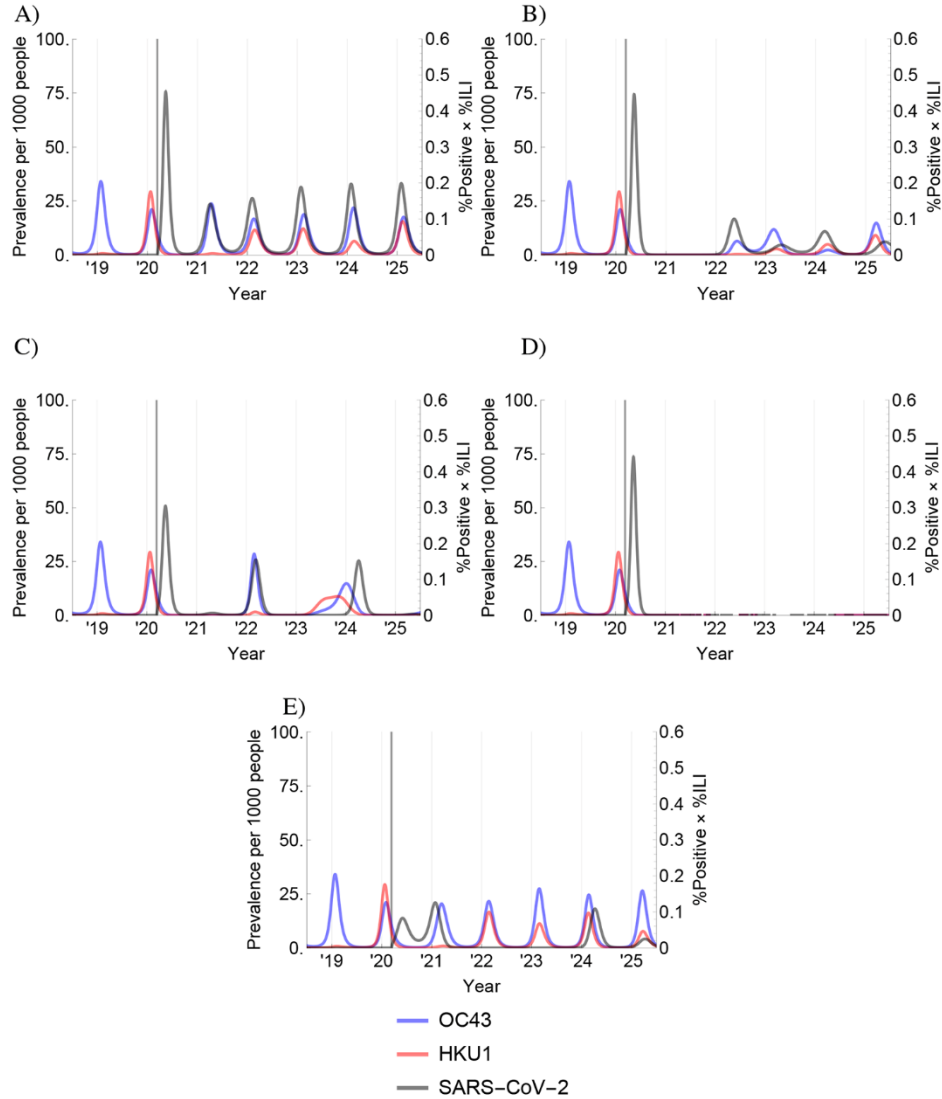 A)
B)
100.
75.
50.
25.
0
Prevalence per 1000 people
0.6
0.5
0.4
0.3
0.2
0.1
0
%Positive × %ILI
'19 '20 '21 '22 '23 '24 '25
Year
100.
75.
50.
25.
0.
Prevalence per 1000 people
0.6
0.5
0.4
0.3
0.2
0.1
0
%Positive × %ILI
'19 '20 '21 '22 '23 '24 '25
Year
C)
D)
100.
75.
50.
25.
0.
Prevalence per 1000 people
0.6
0.5
0.4
0.3
0.2
0.1
0
%Positive × %ILI
'19 '20 '21 '22 '23 '24 '25
Year
100.
75.
50.
25.
0.
Prevalence per 1000 people
0.6
0.5
0.4
0.3
0.2
0.1
0
%Positive × %ILI
'19 '20 '21 '22 '23 '24 '25
Year
E)
100.
75.
50.
25.
0.
Prevalence per 1000 people
0.6
0.5
0.4
0.3
0.2
0.1
0
%Positive × %ILI
'19 '20 '21 '22 '23 '24 '25
Year
OC43
HKU1
SARS−CoV−2